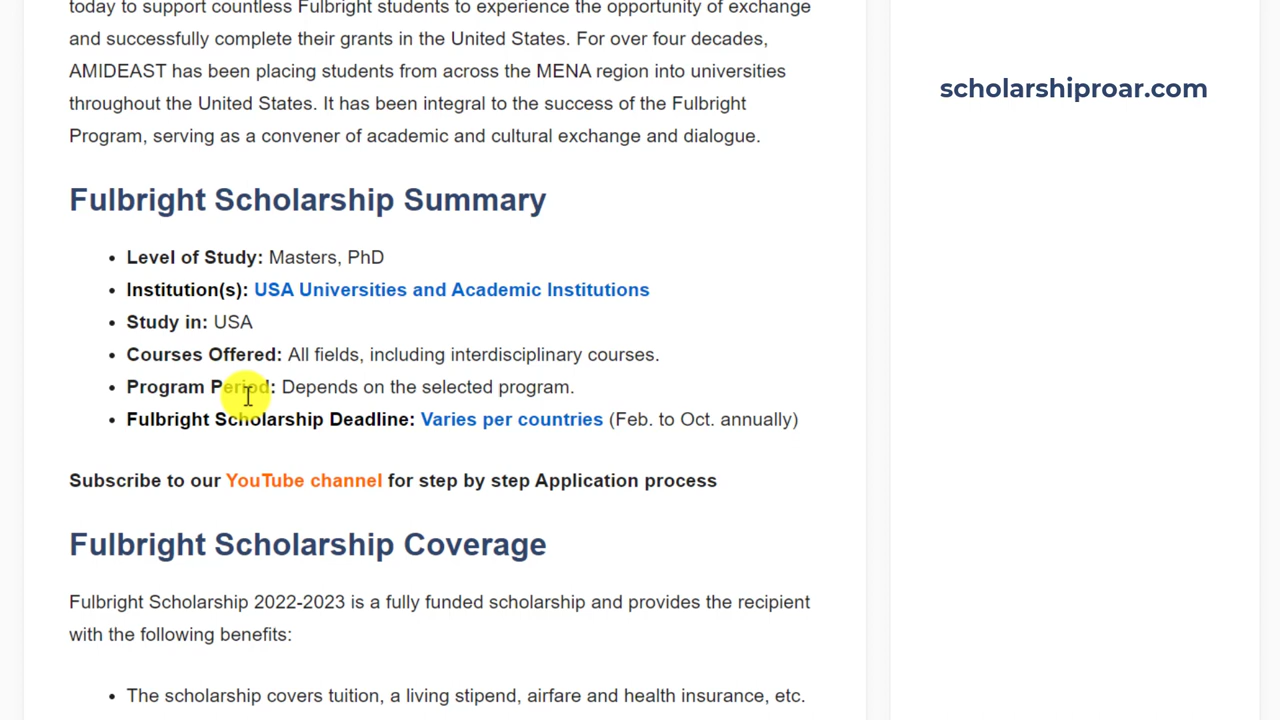 today to support countless Fulbright students to experience the opportunity of exchange
and successfully complete their grants in the United States. For over four decades,
AMIDEAST has been placing students from across the MENA region into universities
throughout the United States. It has been integral to the success of the Fulbright
Program, serving as a convener of academic and cultural exchange and dialogue.
scholarshiproar.com
Fulbright Scholarship Summary
• Level of Study: Masters, PhD
• Institution(s): USA Universities and Academic Institutions
• Study in: USA
• Courses Offered: All fields, including interdisciplinary courses.
• Program Period: Depends on the selected program.
• Fulbright Scholarship Deadline: Varies per countries (Feb. to Oct. annually)
Subscribe to our YouTube channel for step by step Application process
Fulbright Scholarship Coverage
Fulbright Scholarship 2022-2023 is a fully funded scholarship and provides the recipient
with the following benefits:
• The scholarship covers tuition, a living stipend, airfare and health insurance, etc.